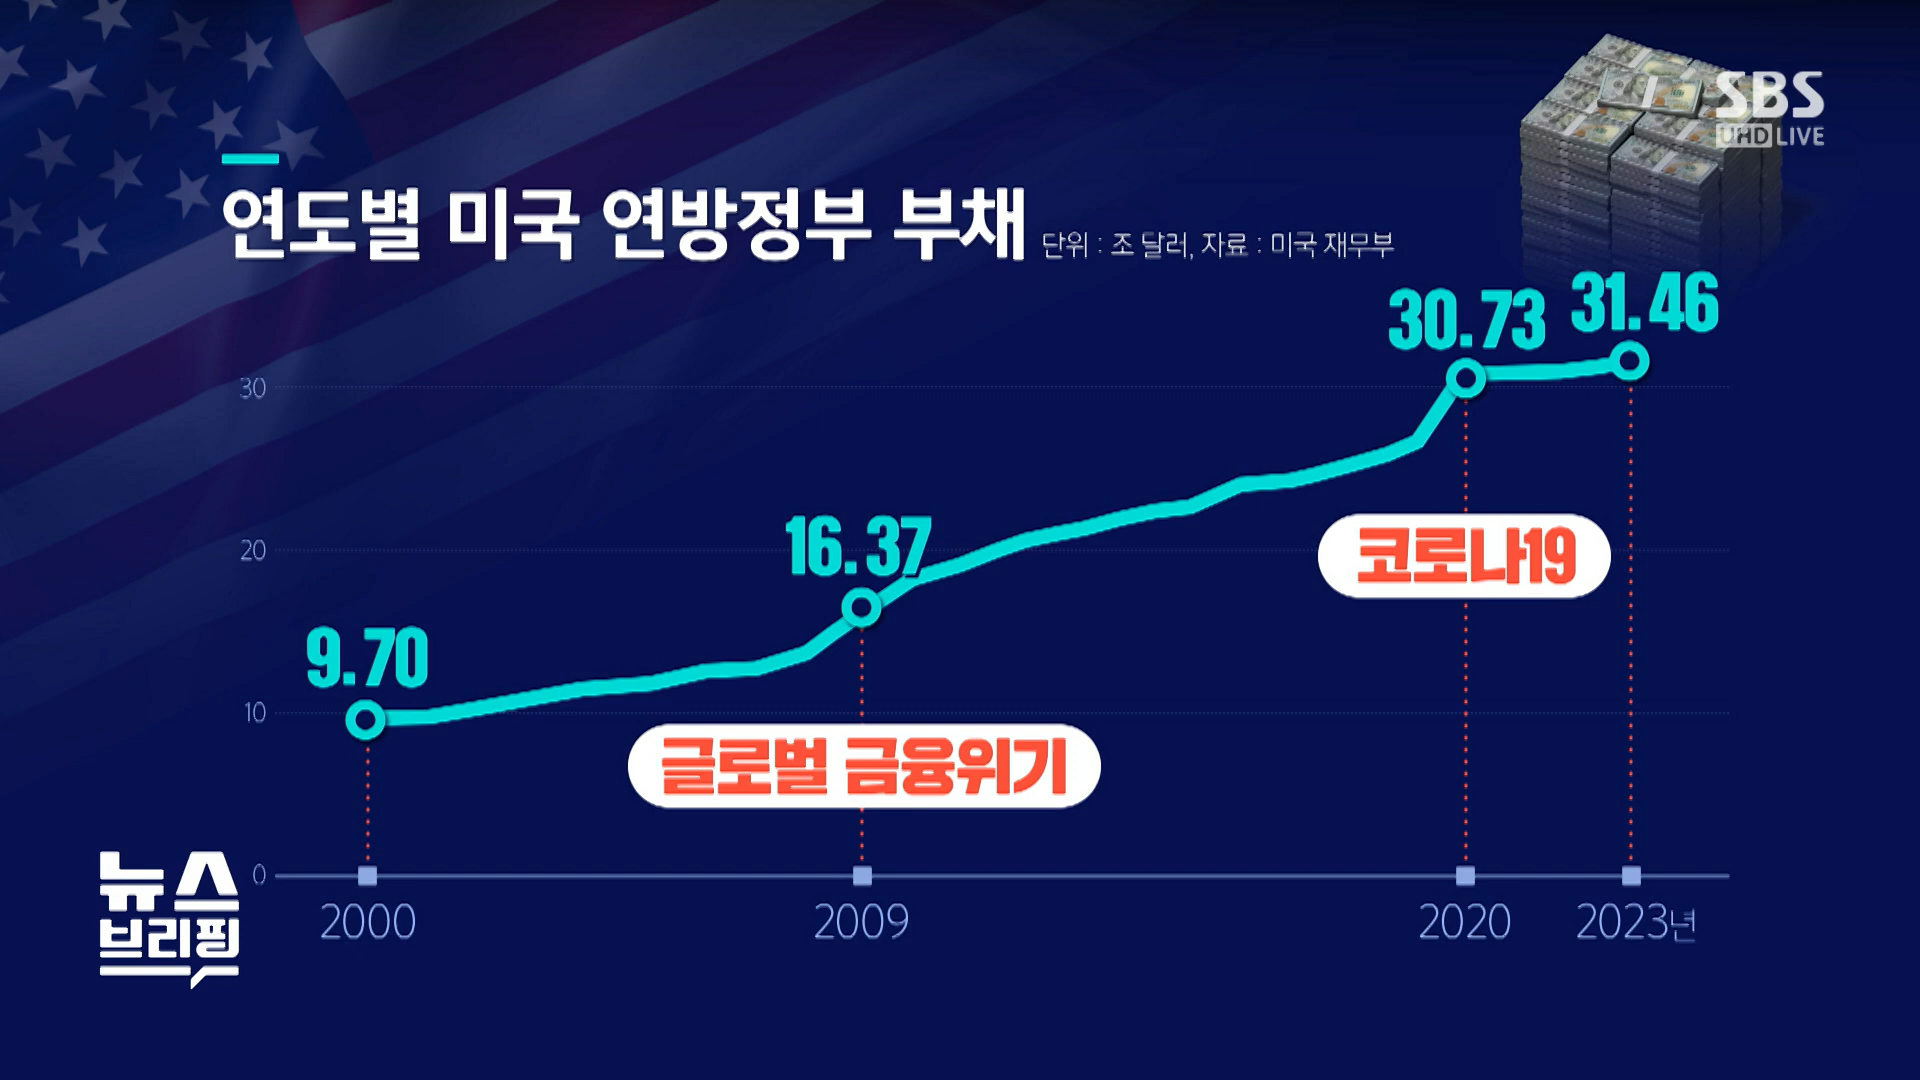 SBS
UHD LIVE
연도별 미국 연방정부 부채 단위 : 조 달러, 자료 : 미국 재무부
30.73 31.46
30
16.37
20
코로나19
9.70
10
글로벌 금융위기
0
2000 2009 2020 2023년
뉴스
브리핑